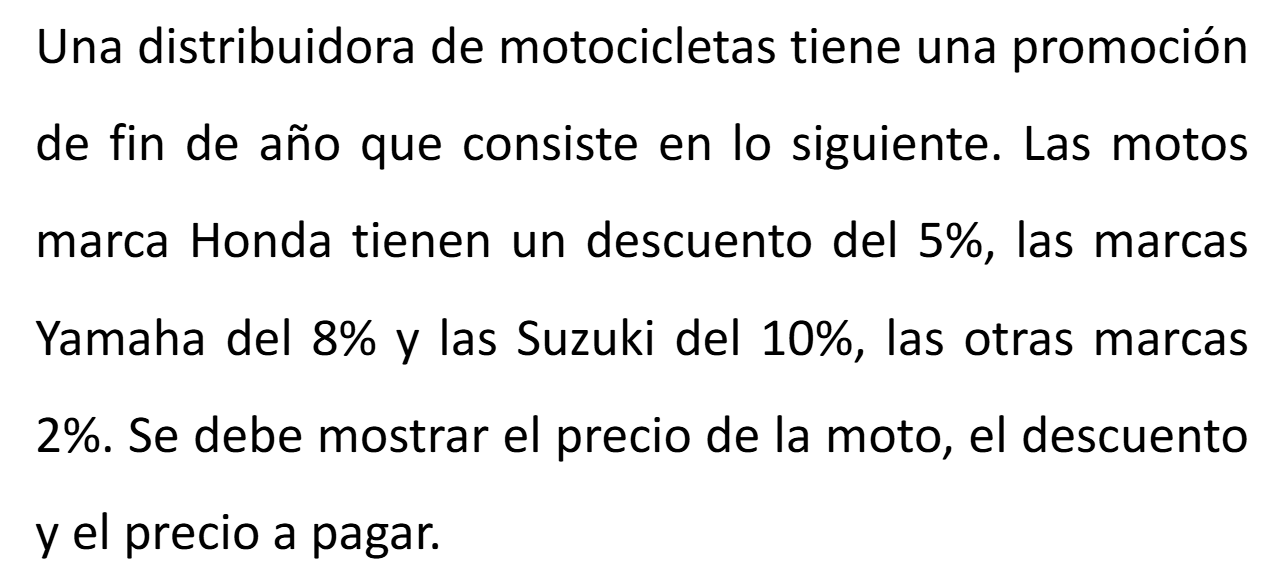 Una distribuidora de motocicletas tiene una promoción
de fin de año que consiste en lo siguiente. Las motos
marca Honda tienen un descuento del 5%, las marcas
Yamaha del 8% y las Suzuki del 10%, las otras marcas
2%. Se debe mostrar el precio de la moto, el descuento
y el precio a pagar.